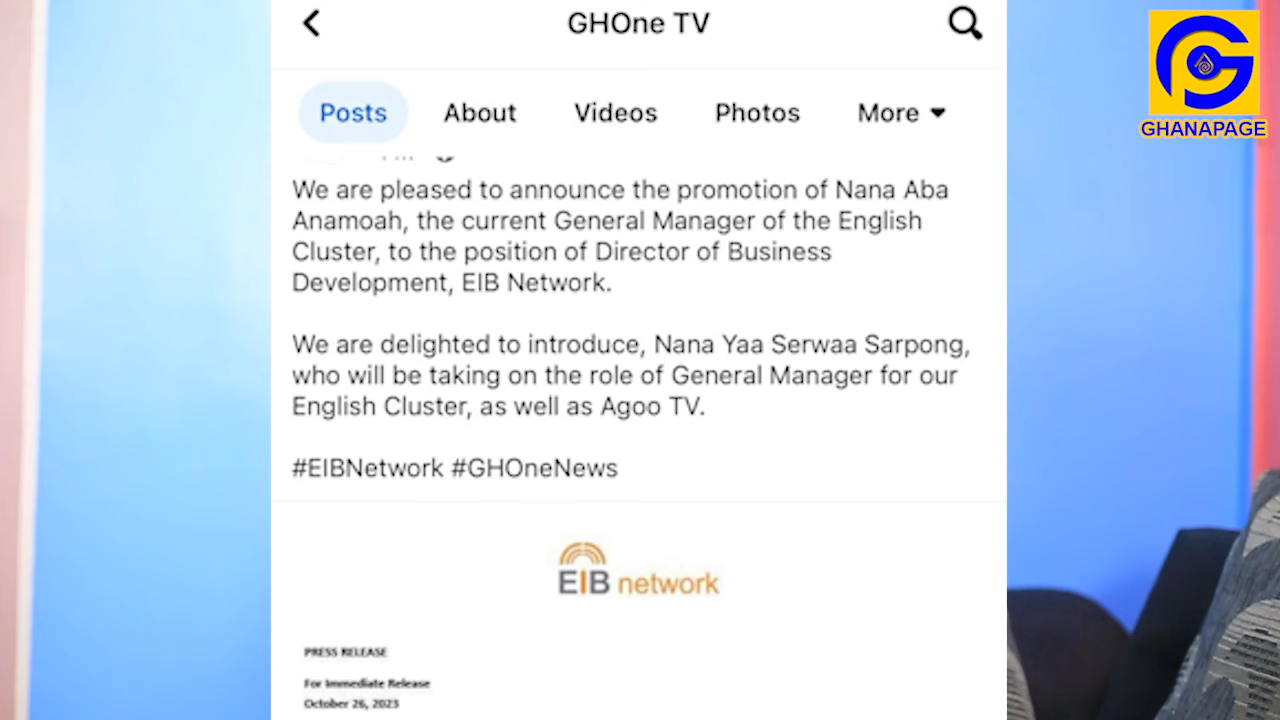 GHOne TV
Posts About Videos Photos More
We are pleased to announce the promotion of Nana Aba
Anamoah, the current General Manager of the English
Cluster, to the position of Director of Business
Development, EIB Network.
We are delighted to introduce, Nana Yaa Serwaa Sarpong,
who will be taking on the role of General Manager for our
English Cluster, as well as Agoo TV.
#EIBNetwork #GHOneNews
EIB network
PRESS RELEASE
For Immediate Release
October 26, 2023
GHANAPAGE